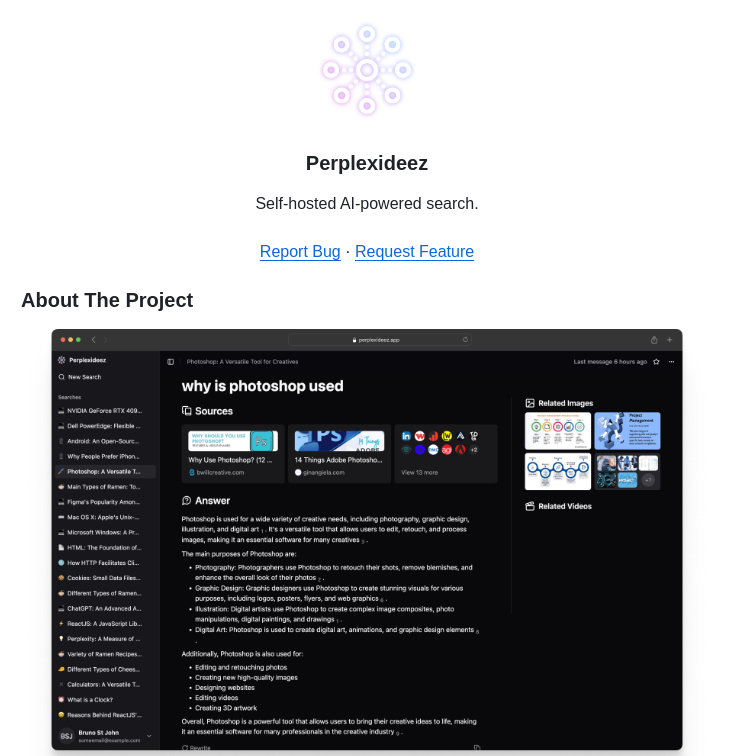 Perplexideez
Self-hosted AI-powered search.
Report Bug · Request Feature
About The Project
perplexideez.app
Perplexideez
Photoshop: A Versatile Tool for Creatives
Last message 6 hours ago
New Search
Searches
NVIDIA GeForce RTX 409...
Dell PowerEdge: Flexible ...
Android: An Open-Sourc...
Why People Prefer iPhon...
Photoshop: A Versatile T...
Main Types of Ramen: To...
Figma's Popularity Amon...
Mac OS X: Apple's Unix-...
Microsoft Windows: A Pr...
HTML: The Foundation of...
How HTTP Facilitates Cli...
Cookies: Small Data Files...
Different Types of Ramen...
ChatGPT: An Advanced A...
ReactJS: A JavaScript Lib...
Perplexity: A Measure of ...
Variety of Ramen Recipes...
Different Types of Chees...
Calculators: A Versatile T...
What is a Clock?
Reasons Behind ReactJS'...
BSJ
Bruno St John
someemail@example.com
why is photoshop used
Sources
WHY SHOULD YOU USE
PHOTOSHOP?
Why Use Photoshop? (12 ...
bwillcreative.com
14 Things
ADOBE
14 Things Adobe Photosho...
ginangiela.com
+2
View 13 more
Answer
Photoshop is used for a wide variety of creative needs, including photography, graphic design,
illustration, and digital art 1 . It's a versatile tool that allows users to edit, retouch, and process
images, making it an essential software for many creatives
The main purposes of Photoshop are:
• Photography: Photographers use Photoshop to retouch their shots, remove blemishes, and
enhance the overall look of their photos
• Graphic Design: Graphic designers use Photoshop to create stunning visuals for various
purposes, including logos, posters, flyers, and web graphics
• Illustration: Digital artists use Photoshop to create complex image composites, photo
manipulations, digital paintings, and drawings
• Digital Art: Photoshop is used to create digital art, animations, and graphic design elements
.
Additionally, Photoshop is also used for:
• Editing and retouching photos
• Creating new high-quality images
• Designing websites
• Editing videos
• Creating 3D artwork
Overall, Photoshop is a powerful tool that allows users to bring their creative ideas to life, making
it an essential software for many professionals in the creative industry
Rewrite
Related Images
Project
Management
+7
Related Videos